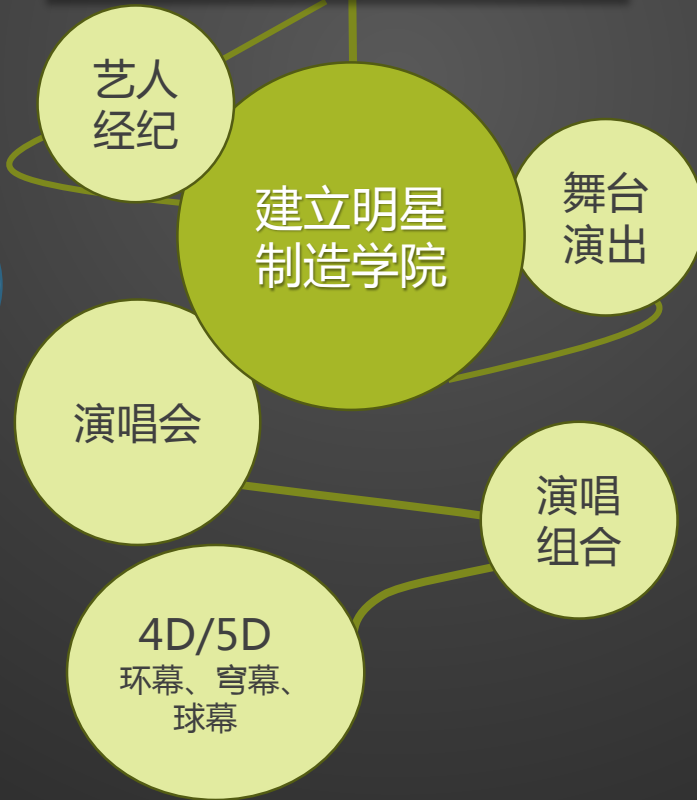 艺人
经纪
建立明星
制造学院
舞台
演出
演唱会
演唱
组合
4D/5D
环幕、穹幕、
球幕